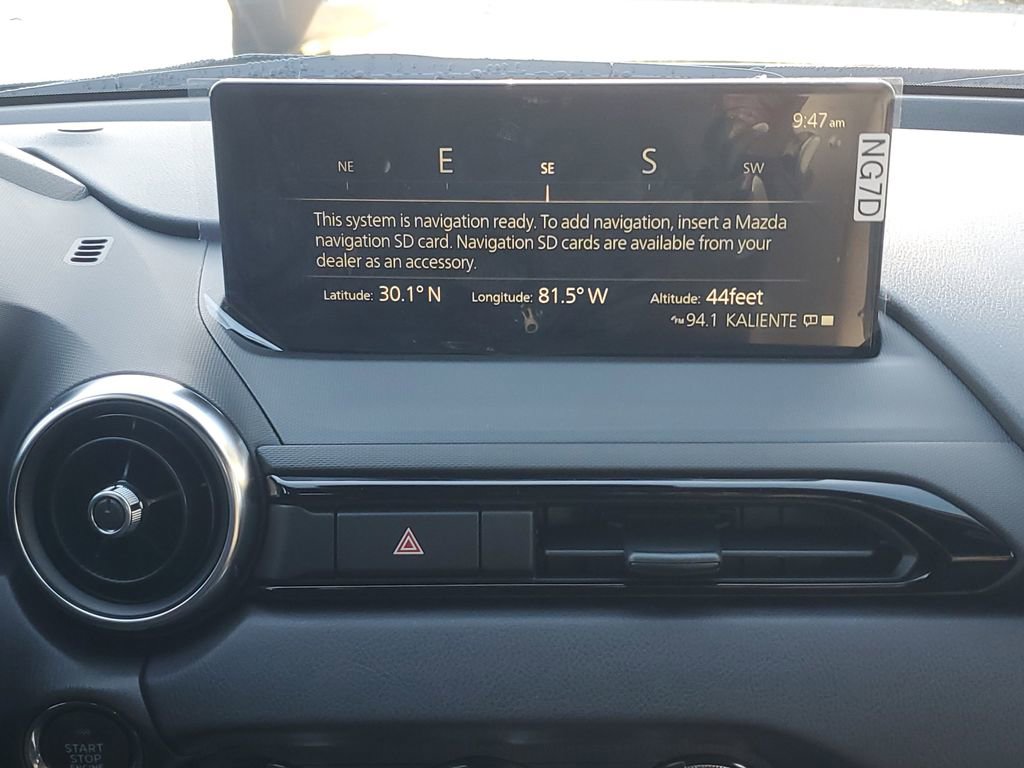 9:47 am
NE E SE S SW
NG7D
This system is navigation ready. To add navigation, insert a Mazda
navigation SD card. Navigation SD cards are available from your
dealer as an accessory.
Latitude: 30.1° N Longitude: 81.5° W Altitude: 44feet
FM 94.1 KALIENTE
START
STOP
ENGINE